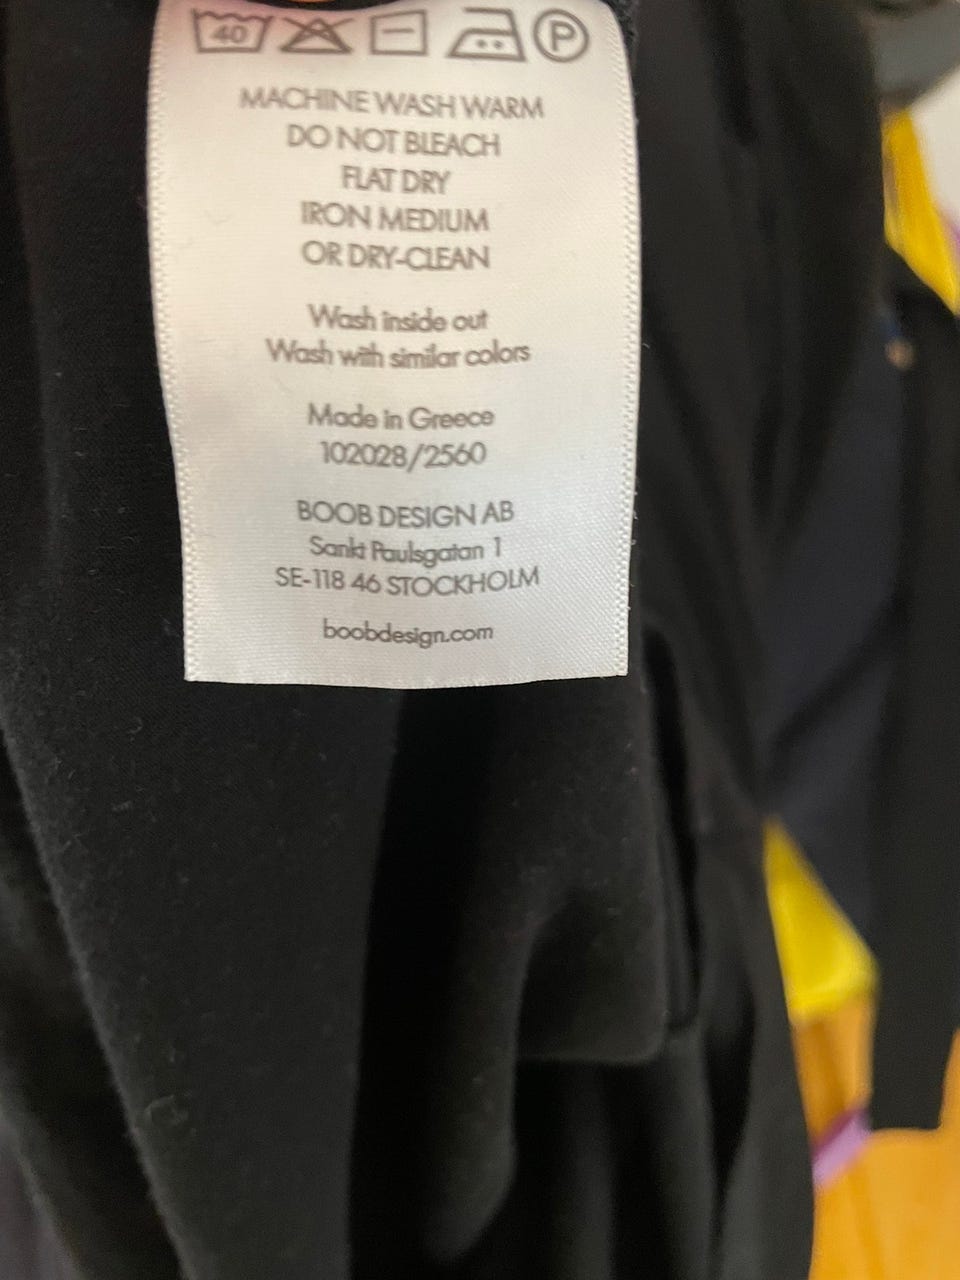 40 P
MACHINE WASH WARM
DO NOT BLEACH
FLAT DRY
IRON MEDIUM
OR DRY-CLEAN
Wash inside out
Wash with similar colors
Made in Greece
102028/2560
BOOB DESIGN AB
Sankt Paulsgatan 1
SE-118 46 STOCKHOLM
boobdesign.com